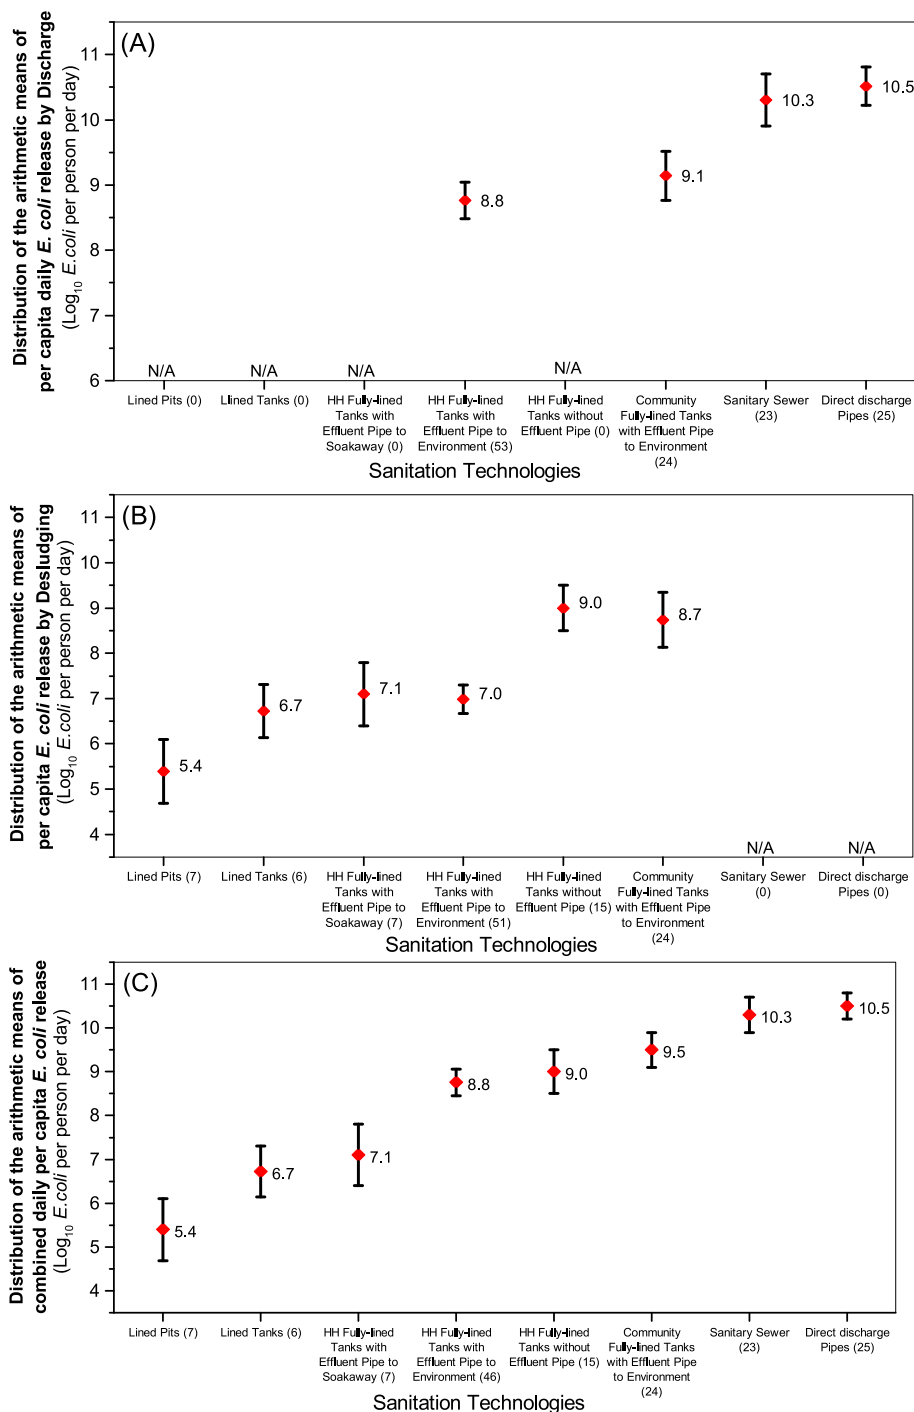 (A)
Distribution of the arithmetic means of
per capita daily E. coli release by Discharge
(Log10 E.coli per person per day)
11
10
9
8
7
6
10.3
10.5
9.1
8.8
N/A
N/A
N/A
N/A
Lined Pits (0)
LIined Tanks (0)
HH Fully-lined
Tanks with
Effluent Pipe to
Soakaway (0)
HH Fully-lined
Tanks with
Effluent Pipe to
Environment (53)
HH Fully-lined
Tanks without
Effluent Pipe (0)
Community
Fully-lined Tanks
with Effluent Pipe
to Environment
(24)
Sanitary Sewer
(23)
Direct discharge
Pipes (25)
Sanitation Technologies
(B)
Distribution of the arithmetic means of
per capita E. coli release by Desludging
(Log10 E.coli per person per day)
11
10
9
8
7
6
5
4
5.4
6.7
7.1
7.0
9.0
8.7
N/A
N/A
Lined Pits (7)
Lined Tanks (6)
HH Fully-lined
Tanks with
Effluent Pipe to
Soakaway (7)
HH Fully-lined
Tanks with
Effluent Pipe to
Environment (51)
HH Fully-lined
Tanks without
Effluent Pipe (15)
Community
Fully-lined Tanks
with Effluent Pipe
to Environment
(24)
Sanitary Sewer
(0)
Direct discharge
Pipes (0)
Sanitation Technologies
(C)
Distribution of the arithmetic means of
combined daily per capita E. coli release
(Log10 E.coli per person per day)
11
10
9
8
7
6
5
4
5.4
6.7
7.1
8.8
9.0
9.5
10.3
10.5
Lined Pits (7)
Lined Tanks (6)
HH Fully-lined
Tanks with
Effluent Pipe to
Soakaway (7)
HH Fully-lined
Tanks with
Effluent Pipe to
Environment (46)
HH Fully-lined
Tanks without
Effluent Pipe (15)
Community
Fully-lined Tanks
with Effluent Pipe
to Environment
(24)
Sanitary Sewer
(23)
Direct discharge
Pipes (25)
Sanitation Technologies